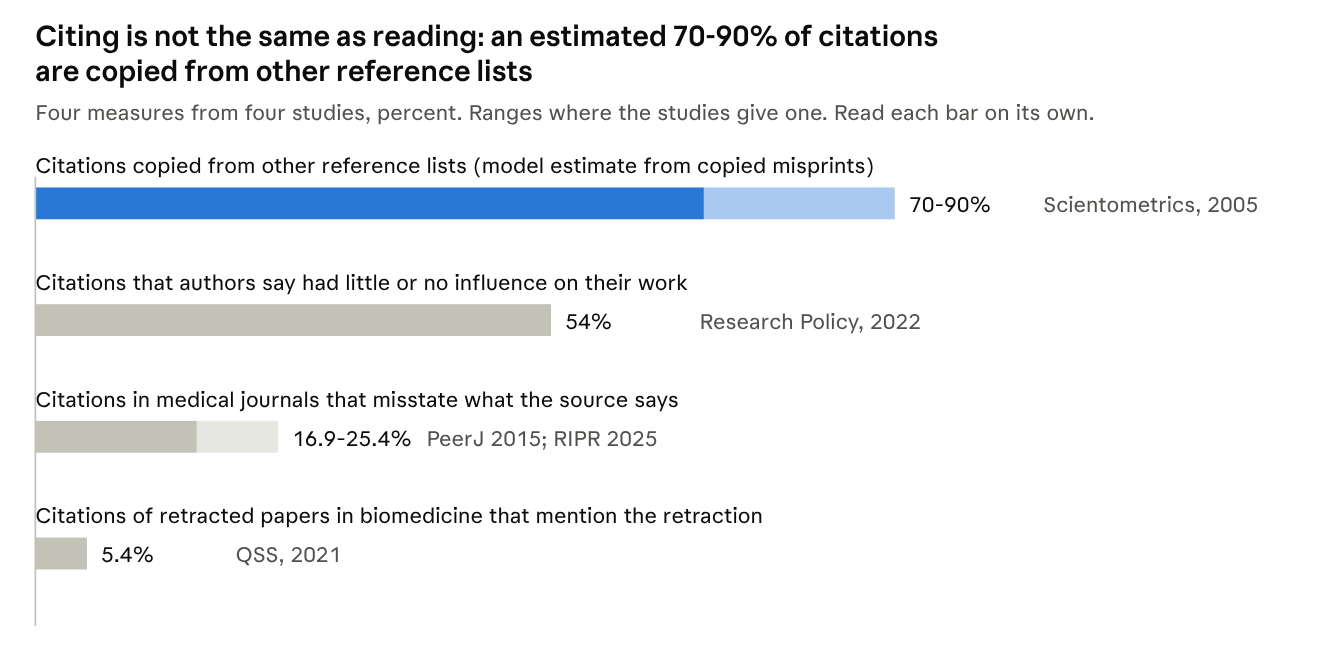 Citing is not the same as reading: an estimated 70-90% of citations
are copied from other reference lists
Four measures from four studies, percent. Ranges where the studies give one. Read each bar on its own.
Citations copied from other reference lists (model estimate from copied misprints)
70-90% Scientometrics, 2005
Citations that authors say had little or no influence on their work
54% Research Policy, 2022
Citations in medical journals that misstate what the source says
16.9-25.4% PeerJ 2015; RIPR 2025
Citations of retracted papers in biomedicine that mention the retraction
5.4% QSS, 2021